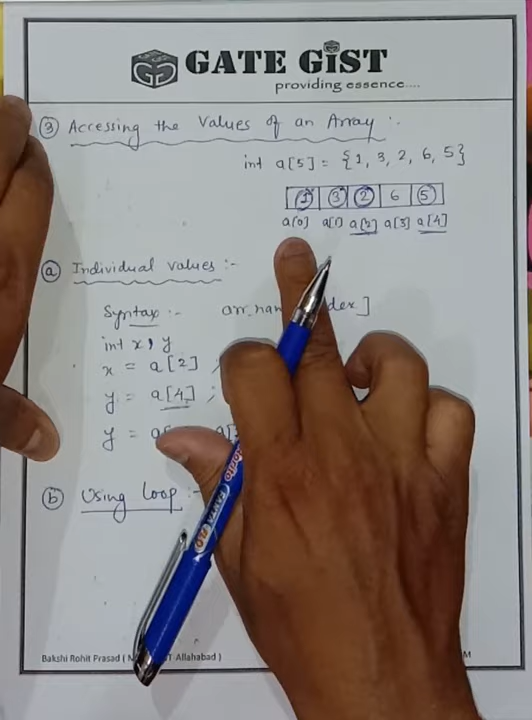 GATE GIST
providing essence....
③ Accessing the Values of an Array :-
int a[5] = {1, 3, 2, 6, 5}
1 3 2 6 5
a[0] a[1] a[2] a[3] a[4]
ⓐ Individual values :-
Syntax :- arr. dex]
int x, y
x = a[2] ;
y = a[4] ;
y =
ⓑ Using Loop :-
Bakshi Rohit Prasad ( -Allahabad )